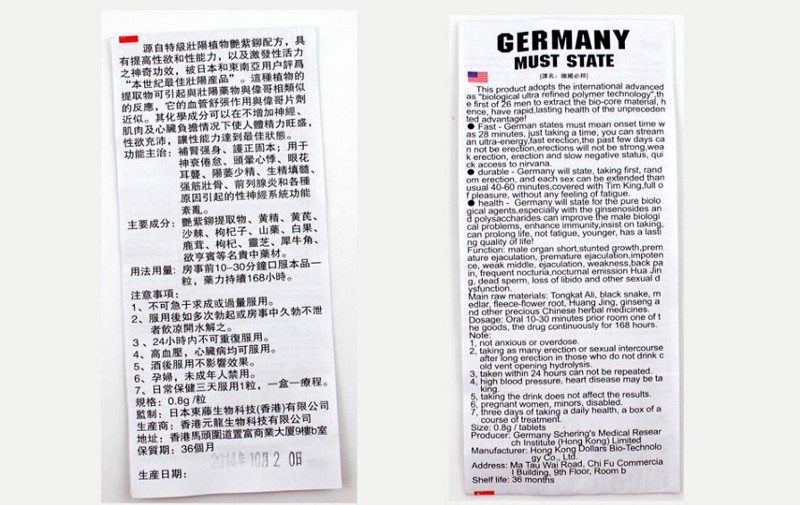 源自特級壯陽植物艷紫鉚配方，具
有提高性欲和性能力，以及激發性活力
之神奇功效，被日本和東南亞用户評爲
“本世紀最佳壯陽産品”。這種植物的
提取物可引起與壯陽藥物與偉哥相類似
的反應，它的血管舒張作用與偉哥片劑
近似。其化學成分可以在不增加神經、
肌肉及心臟負擔情况下使人體精力旺盛，
性欲充沛，讓性能力達到最佳狀態。
功能主治：補腎强身、護正固本；用于
神衰倦怠、頭暈心悸、眼花
耳聾、陽萎少精、生精填髓、
强筋壯骨、前列腺炎和各種
原因引起的性神經系統功能
紊亂。
主要成分：艷紫鉚提取物、黄精、黄芪、
沙棘、枸杞子、山藥、白果、
鹿茸、枸杞、靈芝、犀牛角、
欲亨賓等名貴中藥材。
用法用量：房事前10-30分鐘口服本品一
粒，藥力持續168小時。
注意事項：
1、不可急于求成或過量服用。
2、服用後如多次勃起或房事中久勃不泄
者飲凉開水解之。
3、24小時内不可重復服用。
4、高血壓，心臟病均可服用。
5、酒後服用不影響效果。
6、孕婦，未成年人禁用。
7、日常保健三天服用1粒，一盒一療程。
規格：0.8g/粒
監制：日本東藤生物科技(香港)有限公司
生産商：香港元龍生物科技有限公司
地址：香港馬頭圍道置富商業大厦9樓b室
保質期：36個月
2014年10月20日
生産日期：
GERMANY
MUST STATE
[譯名：德國必邦]
This product adopts the international advanced
as "biological ultra refined polymer technology",th
e first of 26 men to extract the bio-core material, h
ence, have rapid,lasting health of the unpreceden
ted advantage!
● Fast - German states must mean onset time w
as 28 minutes, just taking a time, you can stream
an ultra-energy,fast erection,the past few days ca
n not be erection,erections will not be strong,wea
k erection, erection and slow negative status, qui
ck access to nirvana.
● durable - Germany will state, taking first, rand
om erection, and each sex can be extended than
usual 40-60 minutes,covered with Tim King,full o
f pleasure, without any feeling of fatigue.
● health - Germany will state for the pure biolo
gical agents,especially with the ginsenosides an
d polysaccharides can improve the male biologi
cal problems, enhance immunity,insist on taking,
can prolong life, not fatigue, younger, has a lasti
ng quality of life!
Function: male organ short,stunted growth,prem
ature ejaculation, premature ejaculation,impoten
ce, weak middle, ejaculation, weakness,back pa
in, frequent nocturia,nocturnal emission Hua Jin
g, dead sperm, loss of libido and other sexual d
ysfunction.
Main raw materials: Tongkat Ali, black snake, m
edlar, fleece-flower root, Huang Jing, ginseng a
nd other precious Chinese herbal medicines.
Dosage: Oral 10-30 minutes prior room one of t
he goods, the drug continuously for 168 hours.
Note:
1, not anxious or overdose.
2, taking as many erection or sexual intercourse
after long erection in those who do not drink c
old vent opening hydrolysis.
3, taken within 24 hours can not be repeated.
4, high blood pressure, heart disease may be ta
king.
5, taking the drink does not affect the results.
6, pregnant women, minors, disabled.
7, three days of taking a daily health, a box of a
course of treatment.
Size: 0.8g / tablets
Producer: Germany Schering's Medical Resear
ch Institute (Hong Kong) Limited
Manufacturer: Hong Kong Dollars Bio-Technolo
gy Co., Ltd.
Address: Ma Tau Wai Road, Chi Fu Commercia
l Building, 9th Floor, Room b
Shelf life: 36 months